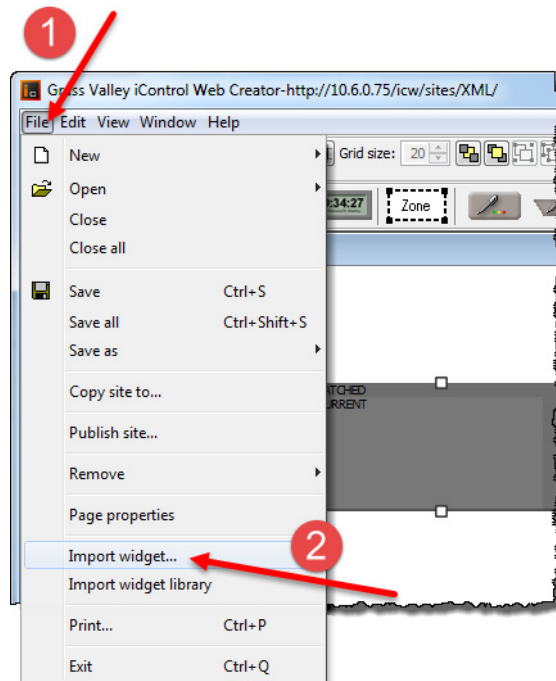 1
Grass Valley iControl Web Creator-http://10.6.0.75/icw/sites/XML/
File Edit View Window Help
New
Grid size: 20
Open
:34:27
Zone
Close
Close all
Save Ctrl+S
Save all Ctrl+Shift+S
Save as
Copy site to...
ATCHED
URRENT
Publish site...
Remove
Page properties
Import widget...
2
Import widget library
Print... Ctrl+P
Exit Ctrl+Q